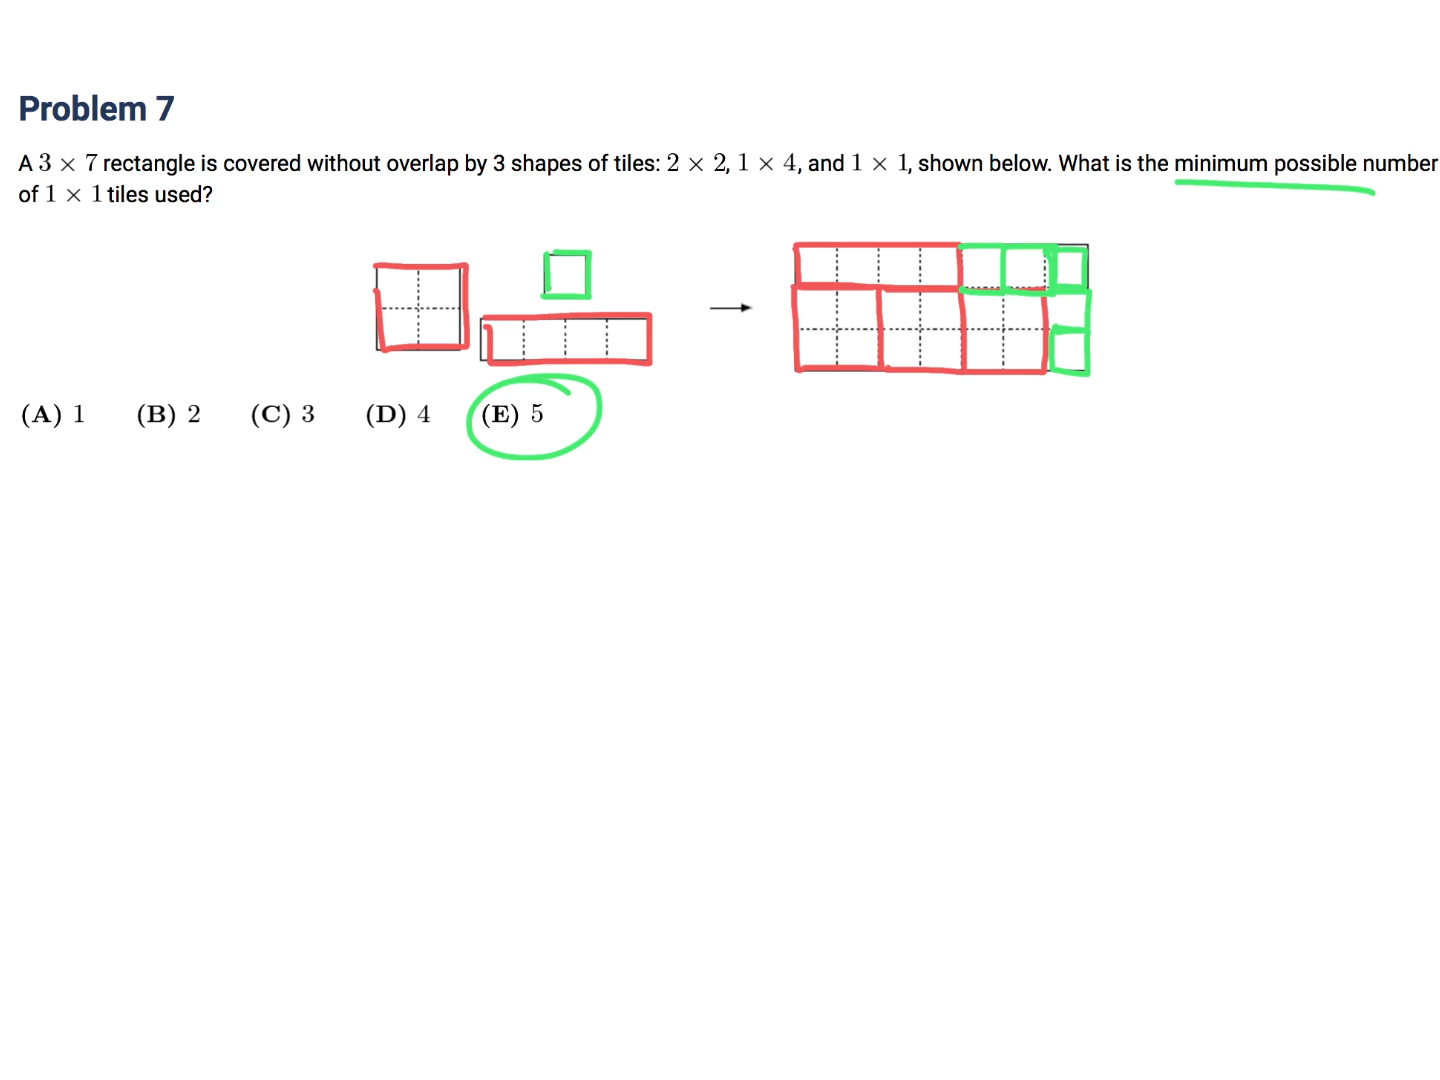 Problem 7
A 3 × 7 rectangle is covered without overlap by 3 shapes of tiles: 2 × 2, 1 × 4, and 1 × 1, shown below. What is the minimum possible number
of 1 × 1 tiles used?
(A) 1 (B) 2 (C) 3 (D) 4 (E) 5